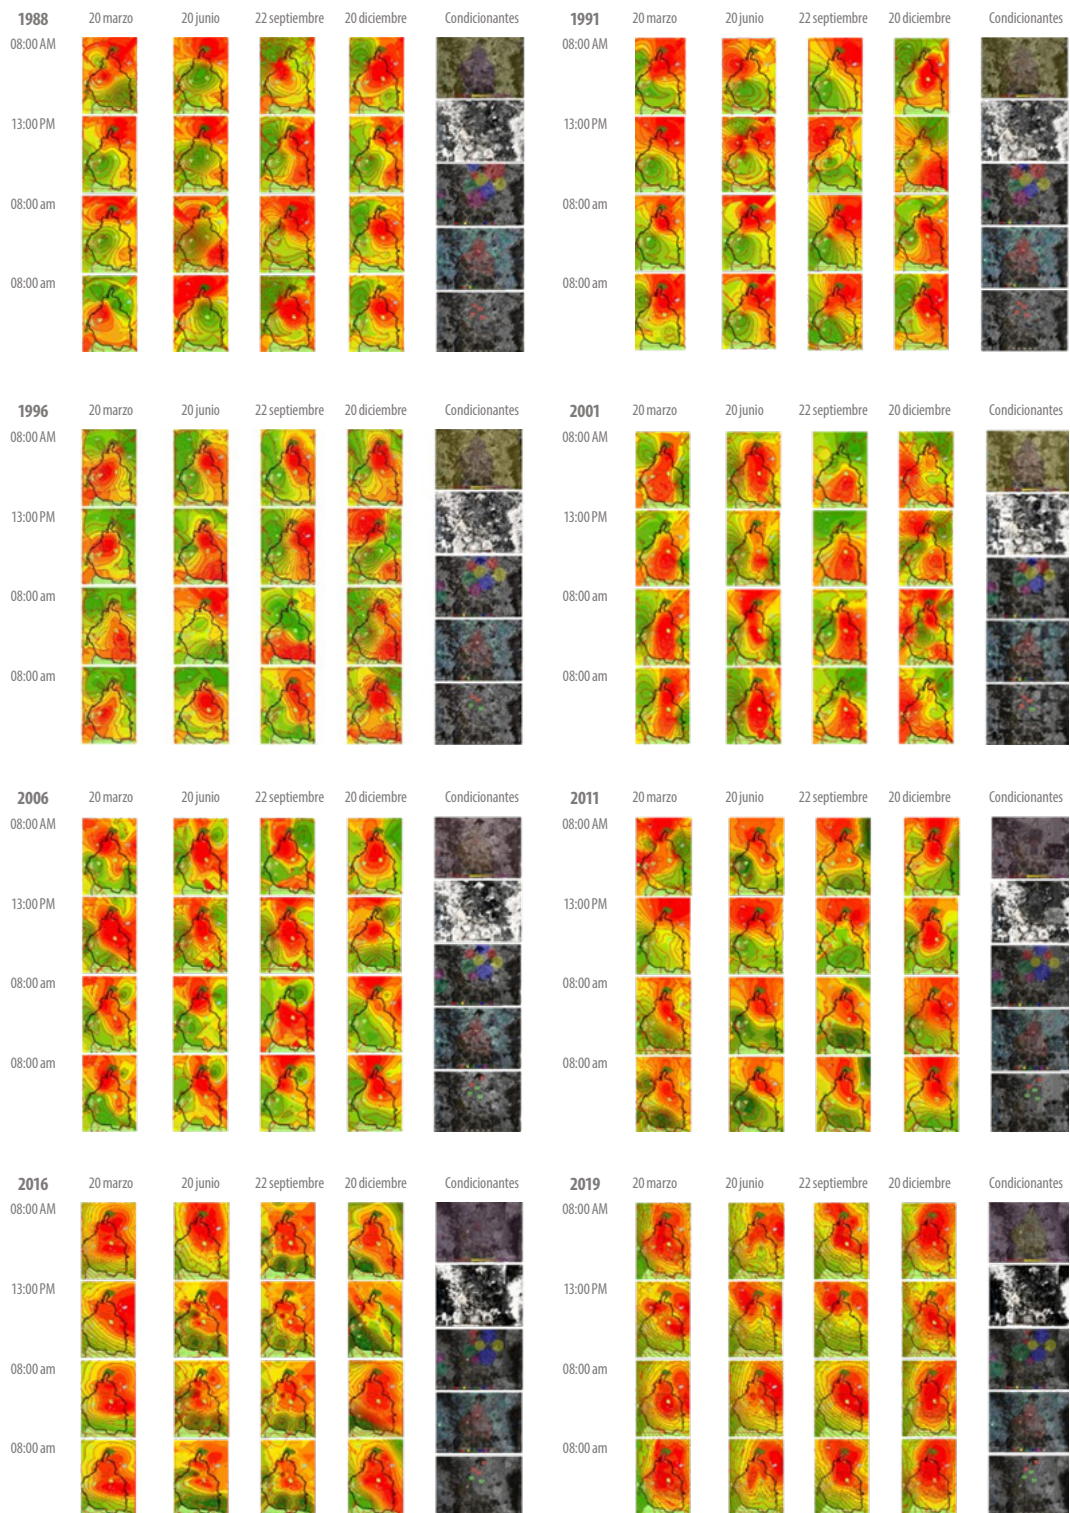 1988 20 marzo 20 junio 22 septiembre 20 diciembre Condicionantes
08:00 AM
13:00 PM
08:00 am
08:00 am
1991 20 marzo 20 junio 22 septiembre 20 diciembre Condicionantes
08:00 AM
13:00 PM
08:00 am
08:00 am
1996 20 marzo 20 junio 22 septiembre 20 diciembre Condicionantes
08:00 AM
13:00 PM
08:00 am
08:00 am
2001 20 marzo 20 junio 22 septiembre 20 diciembre Condicionantes
08:00 AM
13:00 PM
08:00 am
08:00 am
2006 20 marzo 20 junio 22 septiembre 20 diciembre Condicionantes
08:00 AM
13:00 PM
08:00 am
08:00 am
2011 20 marzo 20 junio 22 septiembre 20 diciembre Condicionantes
08:00 AM
13:00 PM
08:00 am
08:00 am
2016 20 marzo 20 junio 22 septiembre 20 diciembre Condicionantes
08:00 AM
13:00 PM
08:00 am
08:00 am
2019 20 marzo 20 junio 22 septiembre 20 diciembre Condicionantes
08:00 AM
13:00 PM
08:00 am
08:00 am